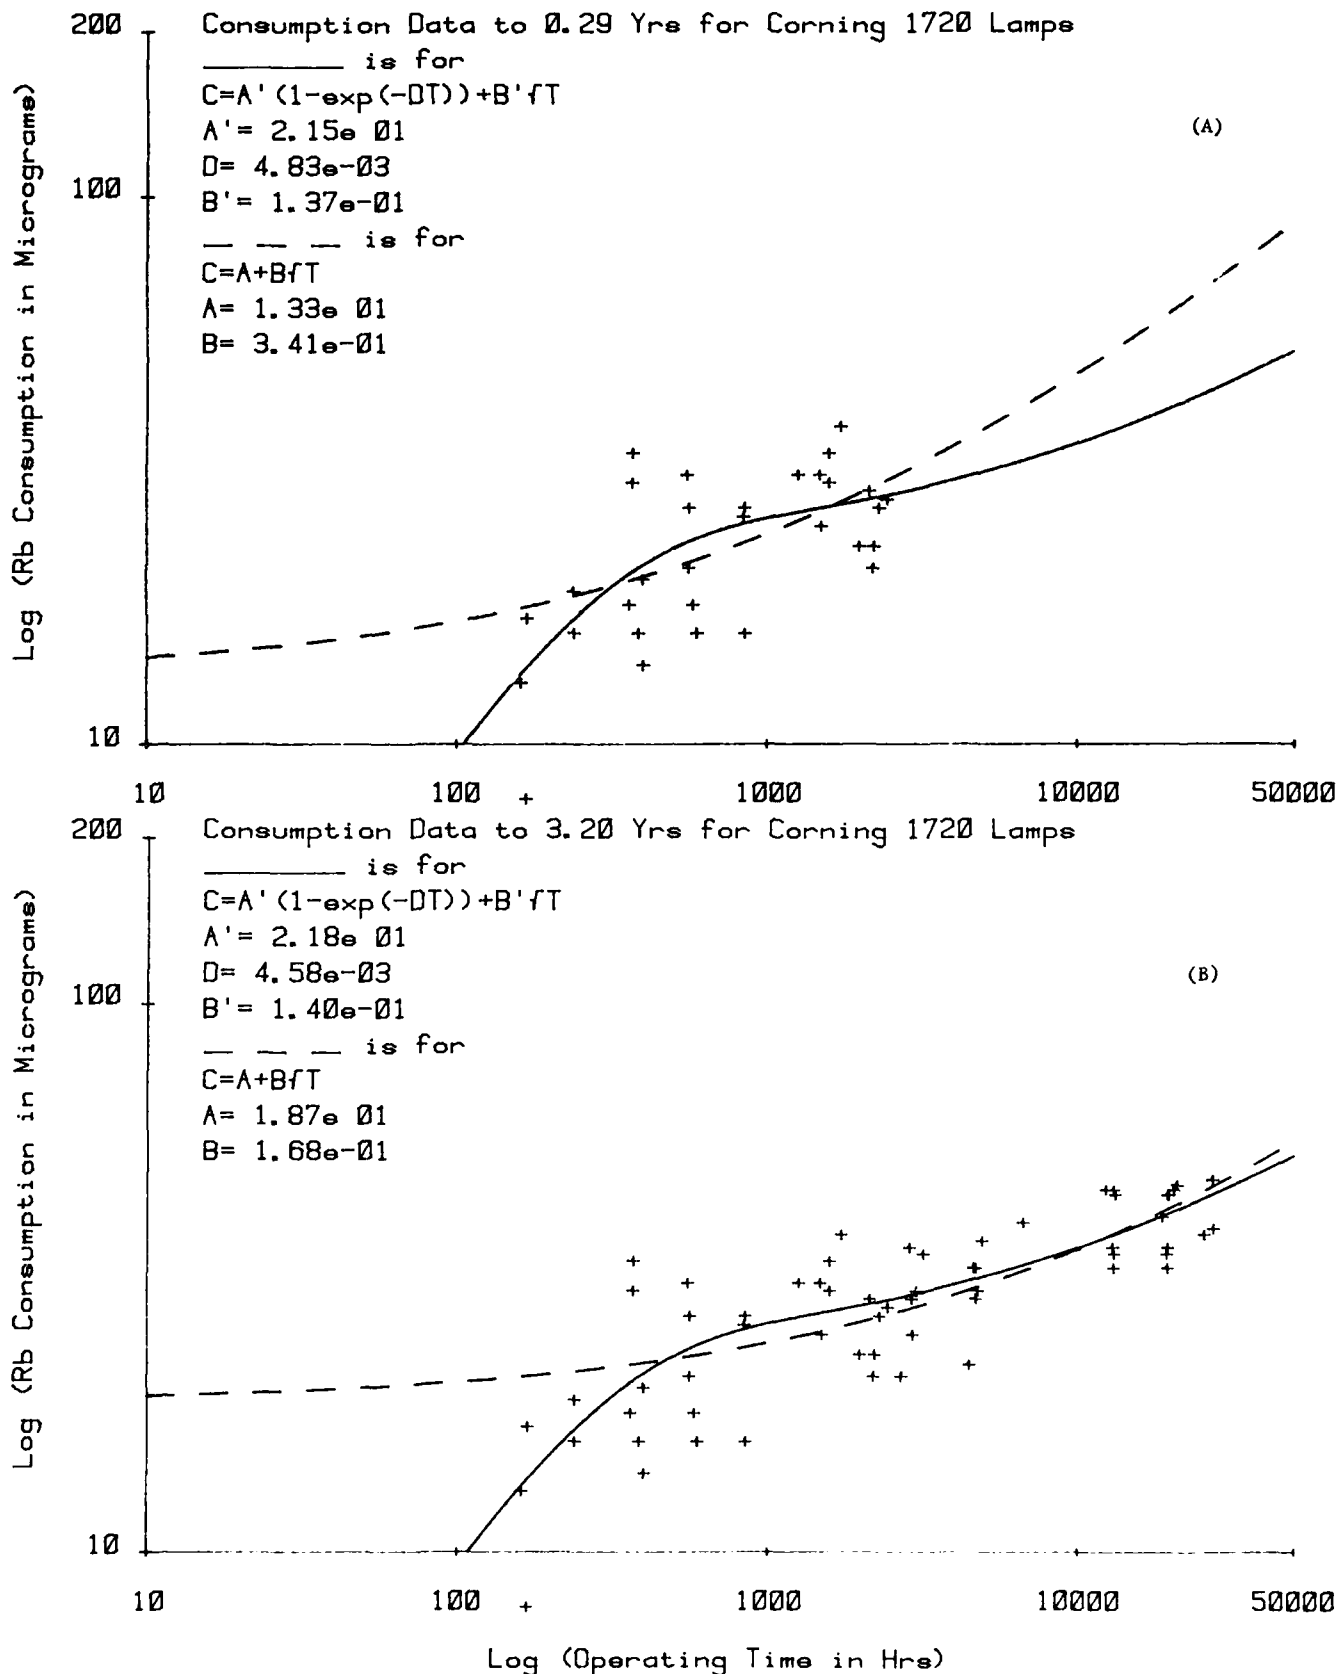 Consumption Data to 0.29 Yrs for Corning 1720 Lamps
is for
C=A'(1-exp(-DT))+B'√T
A'= 2.15e 01
D= 4.83e-03
B'= 1.37e-01
is for
C=A+B√T
A= 1.33e 01
B= 3.41e-01
(A)
Log (Rb Consumption in Micrograms)
200
100
10
10 100 1000 10000 50000
Consumption Data to 3.20 Yrs for Corning 1720 Lamps
is for
C=A'(1-exp(-DT))+B'√T
A'= 2.18e 01
D= 4.58e-03
B'= 1.40e-01
is for
C=A+B√T
A= 1.87e 01
B= 1.68e-01
(B)
Log (Rb Consumption in Micrograms)
200
100
10
10 100 1000 10000 50000
Log (Operating Time in Hrs)